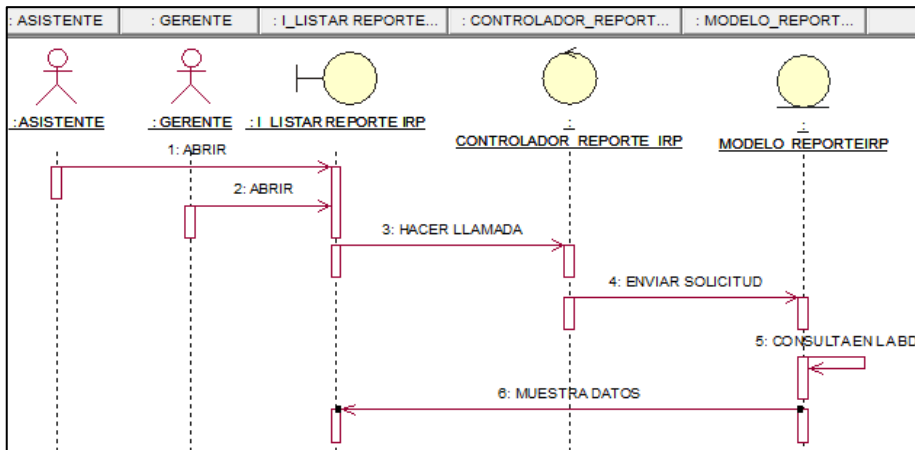 : ASISTENTE
: GERENTE
: I_LISTAR REPORTE...
: CONTROLADOR_REPORT...
: MODELO_REPORT...
: ASISTENTE
: GERENTE
: I_LISTAR REPORTE IRP
:
CONTROLADOR_REPORTE_IRP
:
MODELO_REPORTEIRP
1: ABRIR
2: ABRIR
3: HACER LLAMADA
4: ENVIAR SOLICITUD
5: CONSULTA EN LA BD
6: MUESTRA DATOS